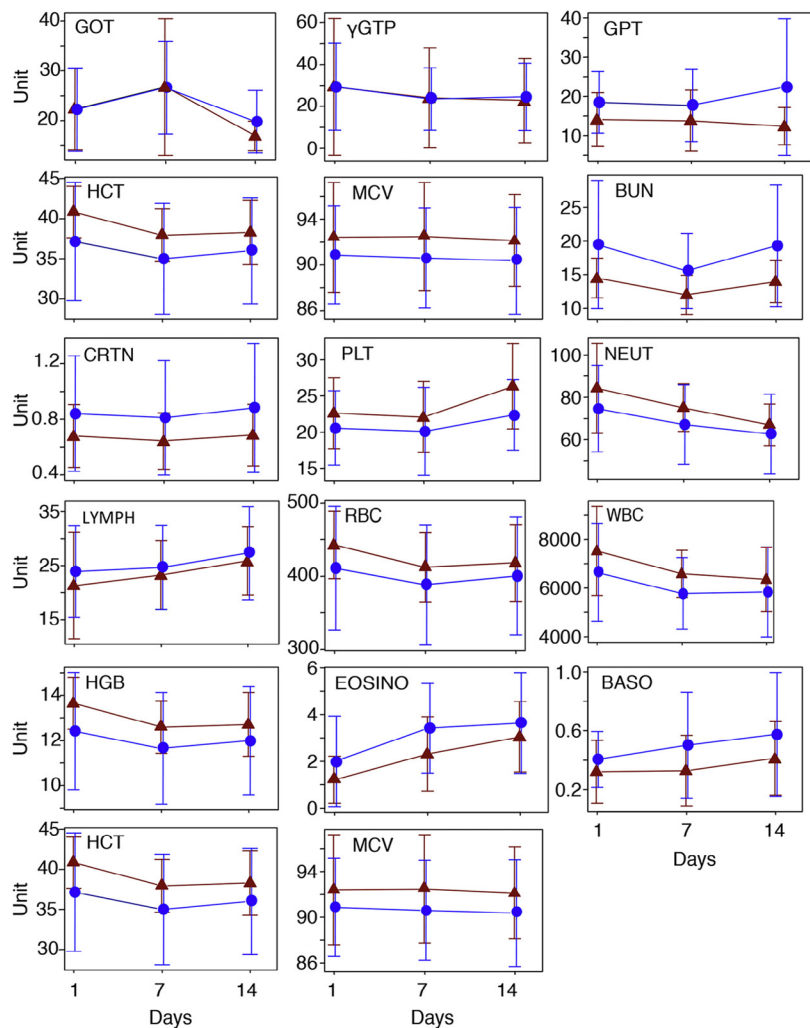 GOT
Unit
40
30
20
γGTP
60
40
20
0
GPT
40
30
20
10
HCT
Unit
45
40
35
30
MCV
94
90
86
BUN
25
20
15
10
CRTN
Unit
1.2
0.8
0.4
PLT
30
25
20
15
NEUT
100
80
60
LYMPH
Unit
35
25
15
RBC
500
400
300
WBC
8000
6000
4000
HGB
Unit
14
12
10
EOSINO
6
4
2
0
BASO
1.0
0.6
0.2
1 7 14
Days
HCT
Unit
45
40
35
30
1 7 14
Days
MCV
94
90
86
1 7 14
Days